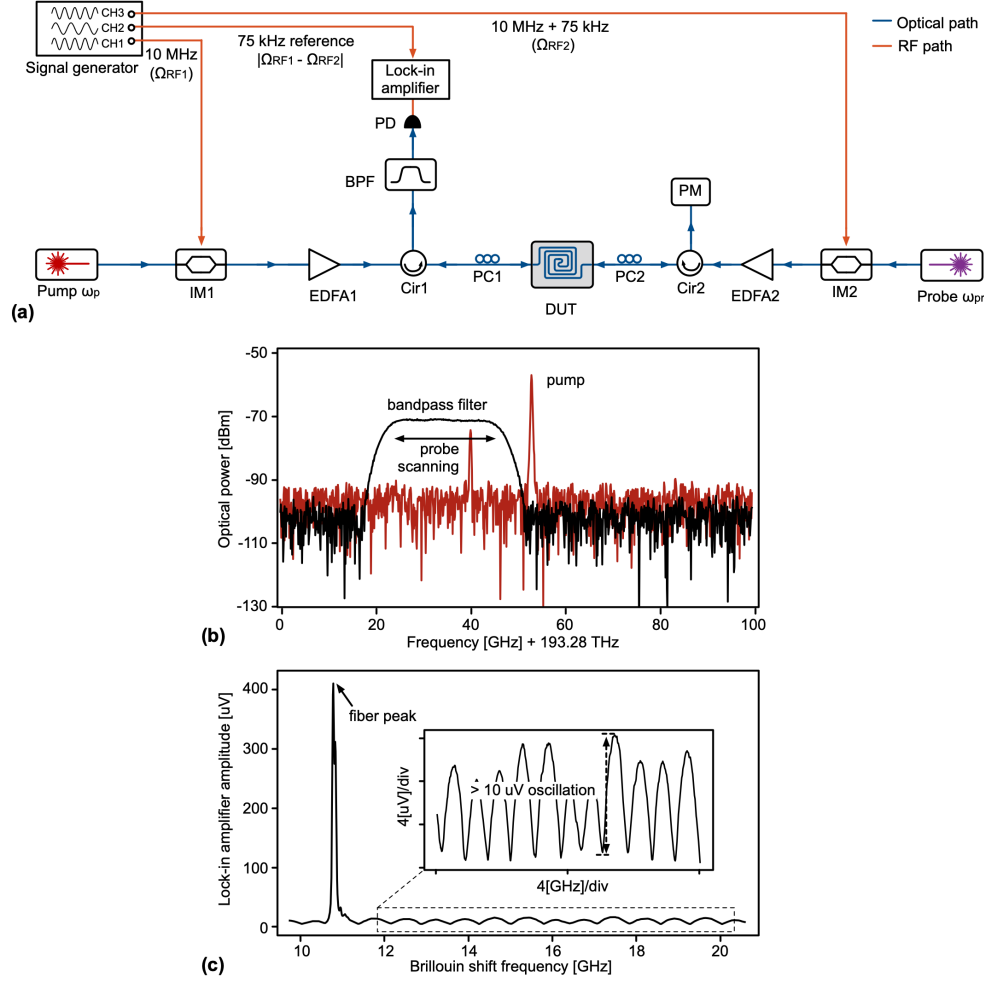 CH3
CH2
CH1
Signal generator
10 MHz
(ΩRF1)
75 kHz reference
|ΩRF1 - ΩRF2|
10 MHz + 75 kHz
(ΩRF2)
Optical path
RF path
Lock-in
amplifier
PD
BPF
PM
Pump ωp
IM1
EDFA1
Cir1
PC1
DUT
PC2
Cir2
EDFA2
IM2
Probe ωpr
(a)
-50
-70
-90
-110
-130
Optical power [dBm]
bandpass filter
probe
scanning
pump
0
20
40
60
80
100
Frequency [GHz] + 193.28 THz
(b)
400
300
200
100
0
Lock-in amplifier amplitude [uV]
fiber peak
> 10 uV oscillation
4[uV]/div
4[GHz]/div
10
12
14
16
18
20
Brillouin shift frequency [GHz]
(c)